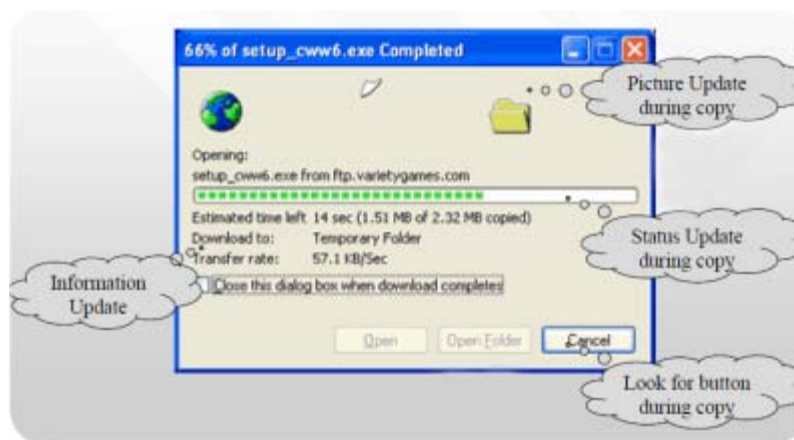 66% of setup_cww6.exe Completed
Picture Update
during copy
Opening:
setup_cww6.exe from ftp.varietygames.com
Estimated time left 14 sec (1.51 MB of 2.32 MB copied)
Download to: Temporary Folder
Transfer rate: 57.1 KB/Sec
Status Update
during copy
Information
Update
Close this dialog box when download completes
Open
Open Folder
Cancel
Look for button
during copy